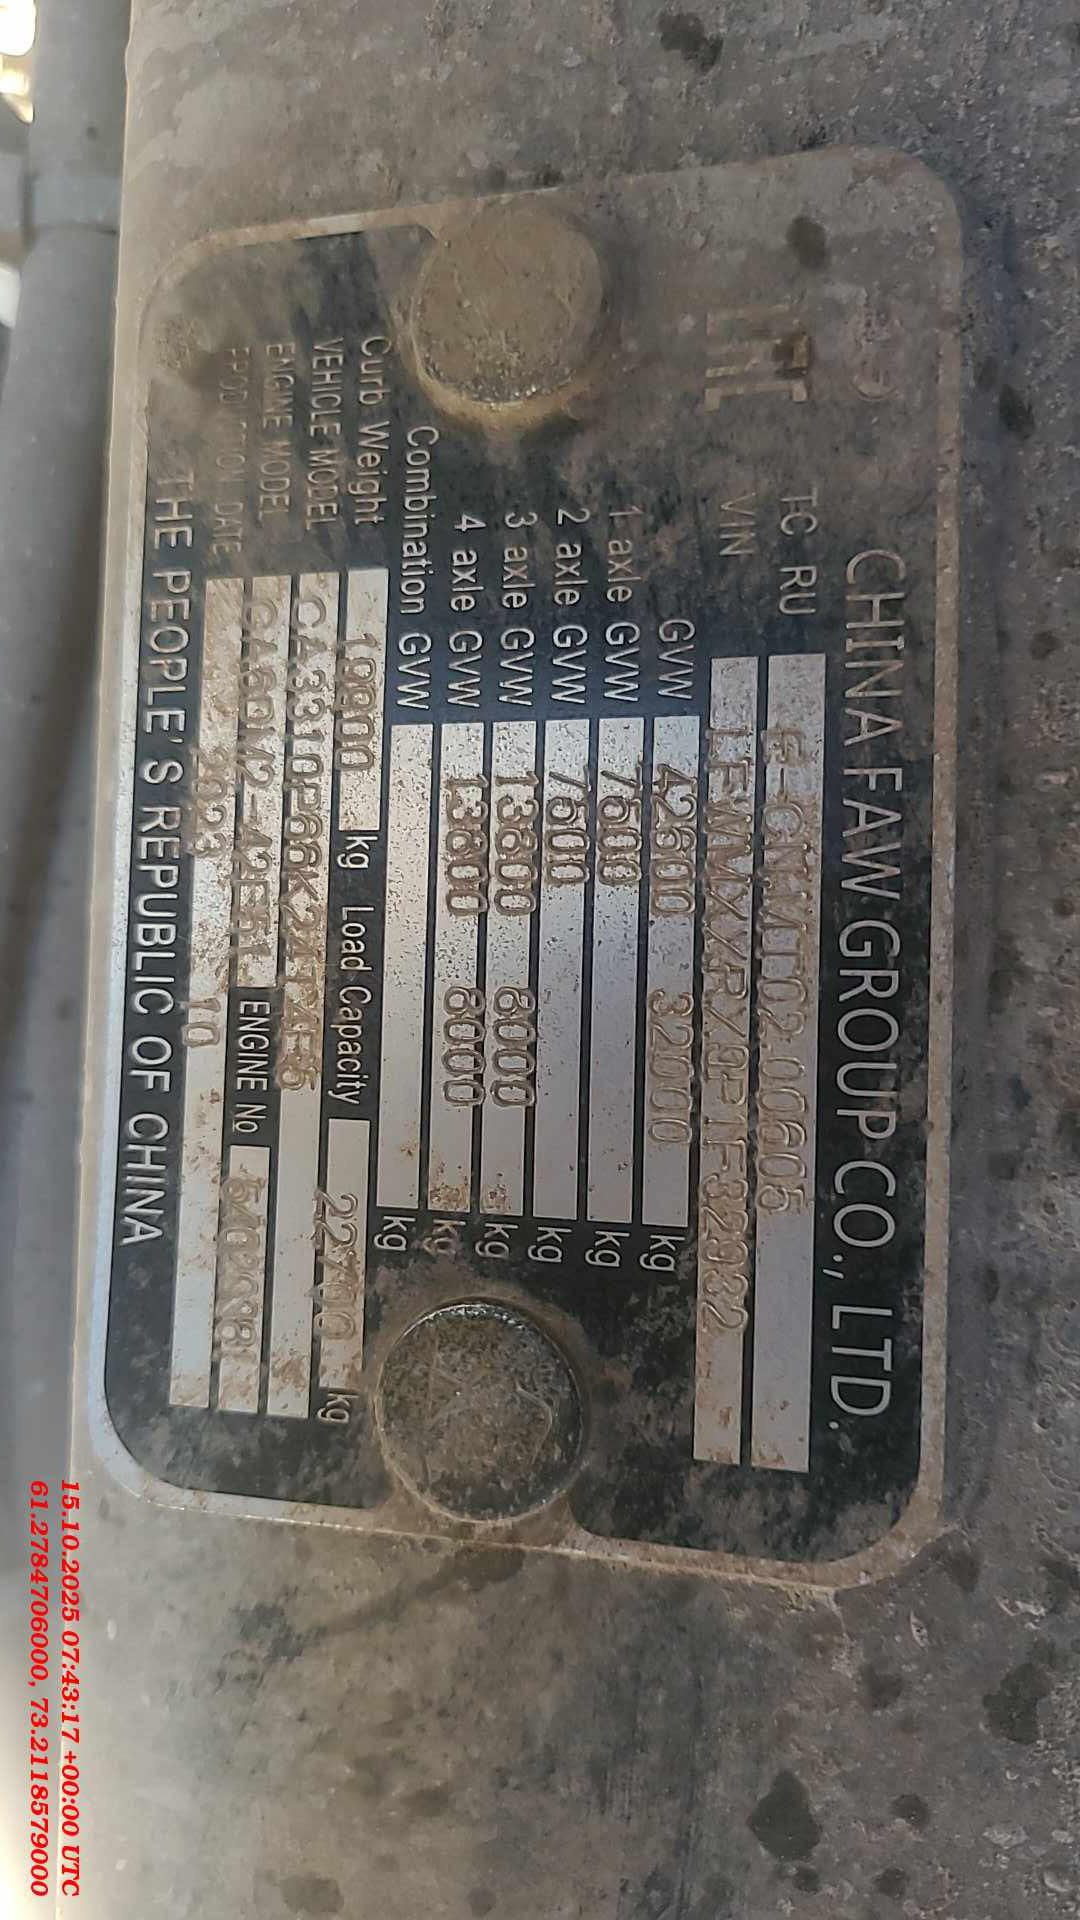 CHINA FAW GROUP CO., LTD.
TC RU
VIN LFWMXXRX9P1F32932
GVW 42600 32000 kg
1 axle GVW 7500 kg
2 axle GVW 7500 kg
3 axle GVW 13800 8000 kg
4 axle GVW 13800 8000 kg
Combination GVW kg
Curb Weight kg Load Capacity 22700 kg
VEHICLE MODEL
ENGINE MODEL ENGINE No
DATE 2023 10
THE PEOPLE'S REPUBLIC OF CHINA
15.10.2025 07:43:17 +00:00 UTC
61.2784706000, 73.2118579000